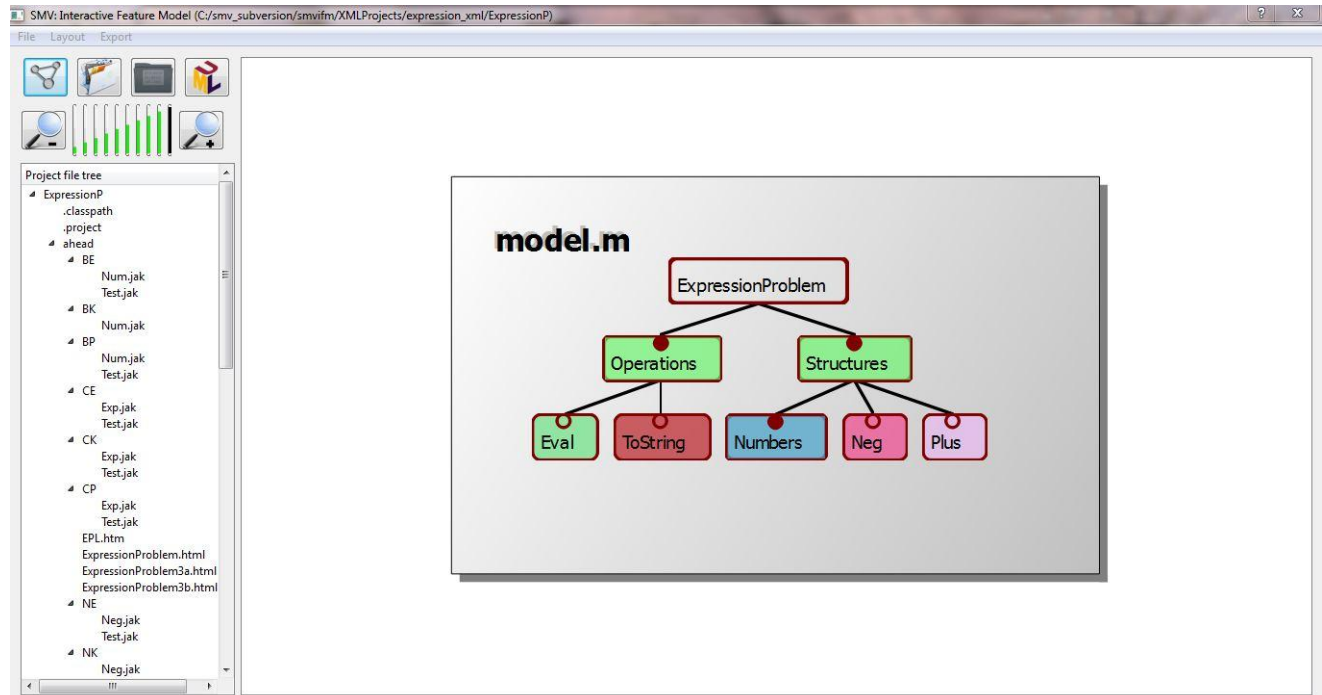 SMV: Interactive Feature Model (C:/smv_subversion/smvifm/XMLProjects/expression_xml/ExpressionP)
File Layout Export
UML
Project file tree
ExpressionP
.classpath
.project
ahead
BE
Num.jak
Test.jak
BK
Num.jak
BP
Num.jak
Test.jak
CE
Exp.jak
Test.jak
CK
Exp.jak
Test.jak
CP
Exp.jak
Test.jak
EPL.htm
ExpressionProblem.html
ExpressionProblem3a.html
ExpressionProblem3b.html
NE
Neg.jak
Test.jak
NK
Neg.jak
model.m
ExpressionProblem
Operations Structures
Eval ToString Numbers Neg Plus